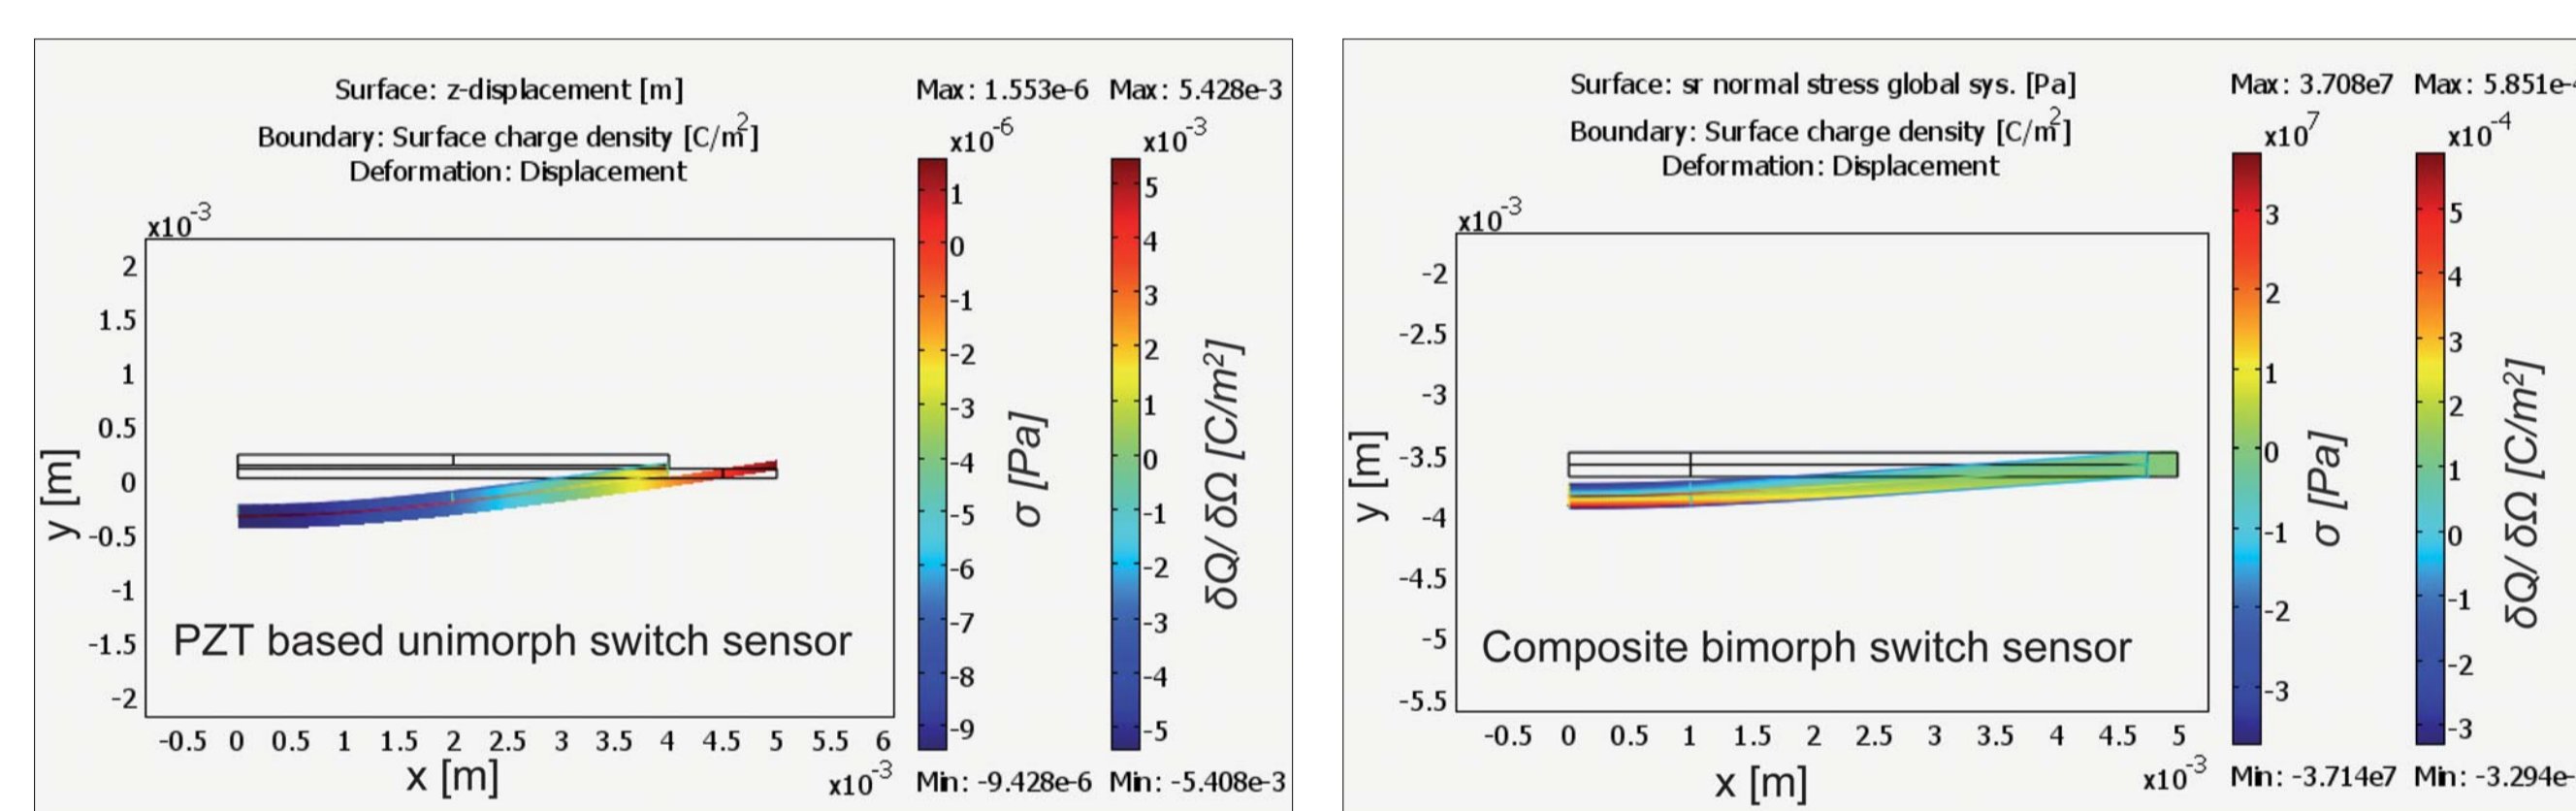 Surface: z-displacement [m]
Boundary: Surface charge density [C/m²]
Deformation: Displacement
Max: 1.553e-6 Max: 5.428e-3
x10^-6 x10^-3
x10^-3
2
1.5
1
0.5
0
-0.5
-1
-1.5
-2
y [m]
PZT based unimorph switch sensor
-0.5 0 0.5 1 1.5 2 2.5 3 3.5 4 4.5 5 5.5 6
x [m]
x10^-3
1
0
-1
-2
-3
-4
-5
-6
-7
-8
-9
σ [Pa]
5
4
3
2
1
0
-1
-2
-3
-4
-5
δQ/ δΩ [C/m²]
Min: -9.428e-6 Min: -5.408e-3
Surface: sr normal stress global sys. [Pa]
Boundary: Surface charge density [C/m²]
Deformation: Displacement
Max: 3.708e7 Max: 5.851e-
x10^7 x10^-4
x10^-3
-2
-2.5
-3
-3.5
-4
-4.5
-5
-5.5
y [m]
Composite bimorph switch sensor
-0.5 0 0.5 1 1.5 2 2.5 3 3.5 4 4.5 5
x [m]
x10^-3
3
2
1
0
-1
-2
-3
σ [Pa]
5
4
3
2
1
0
-1
-2
-3
δQ/ δΩ [C/m²]
Min: -3.714e7 Min: -3.294e-